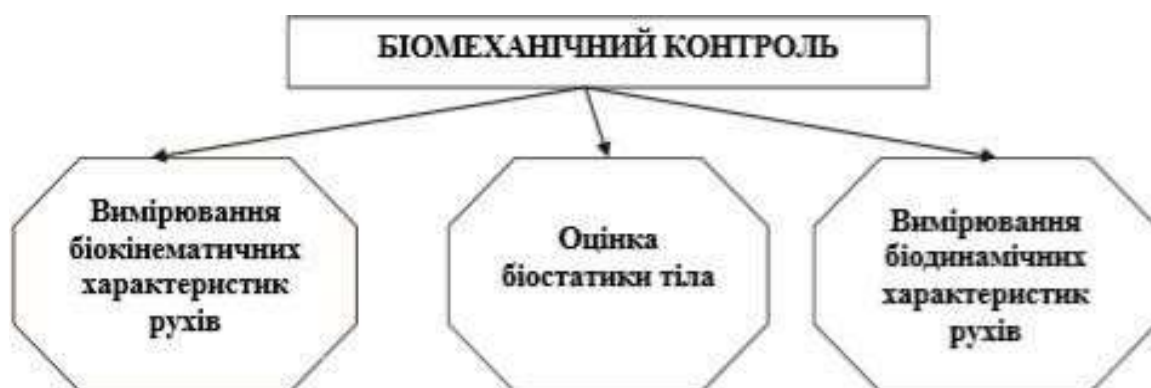 БІОМЕХАНІЧНИЙ КОНТРОЛЬ
Вимірювання
біокінематичних
характеристик
рухів
Оцінка
біостатики тіла
Вимірювання
біодинамічних
характеристик
рухів